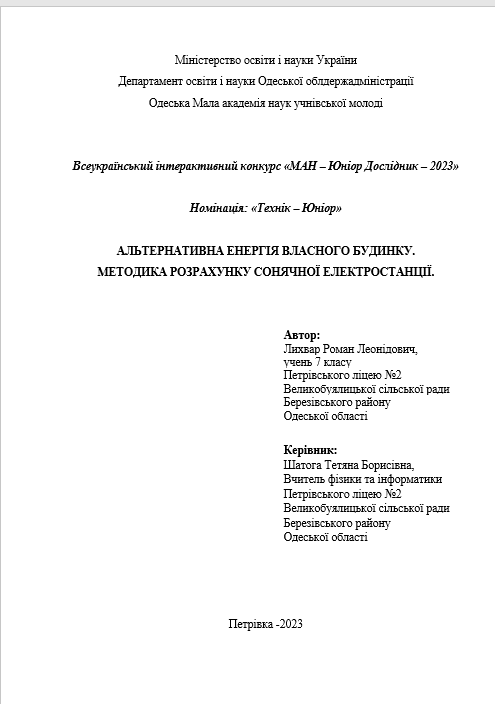 Міністерство освіти і науки України
Департамент освіти і науки Одеської облдержадміністрації
Одеська Мала академія наук учнівської молоді
Всеукраїнський інтерактивний конкурс «МАН – Юніор Дослідник – 2023»
Номінація: «Технік – Юніор»
АЛЬТЕРНАТИВНА ЕНЕРГІЯ ВЛАСНОГО БУДИНКУ.
МЕТОДИКА РОЗРАХУНКУ СОНЯЧНОЇ ЕЛЕКТРОСТАНЦІЇ.
Автор:
Лихвар Роман Леонідович,
учень 7 класу
Петрівського ліцею №2
Великобуялицької сільської ради
Березівського району
Одеської області
Керівник:
Шатога Тетяна Борисівна,
Вчитель фізики та інформатики
Петрівського ліцею №2
Великобуялицької сільської ради
Березівського району
Одеської області
Петрівка -2023